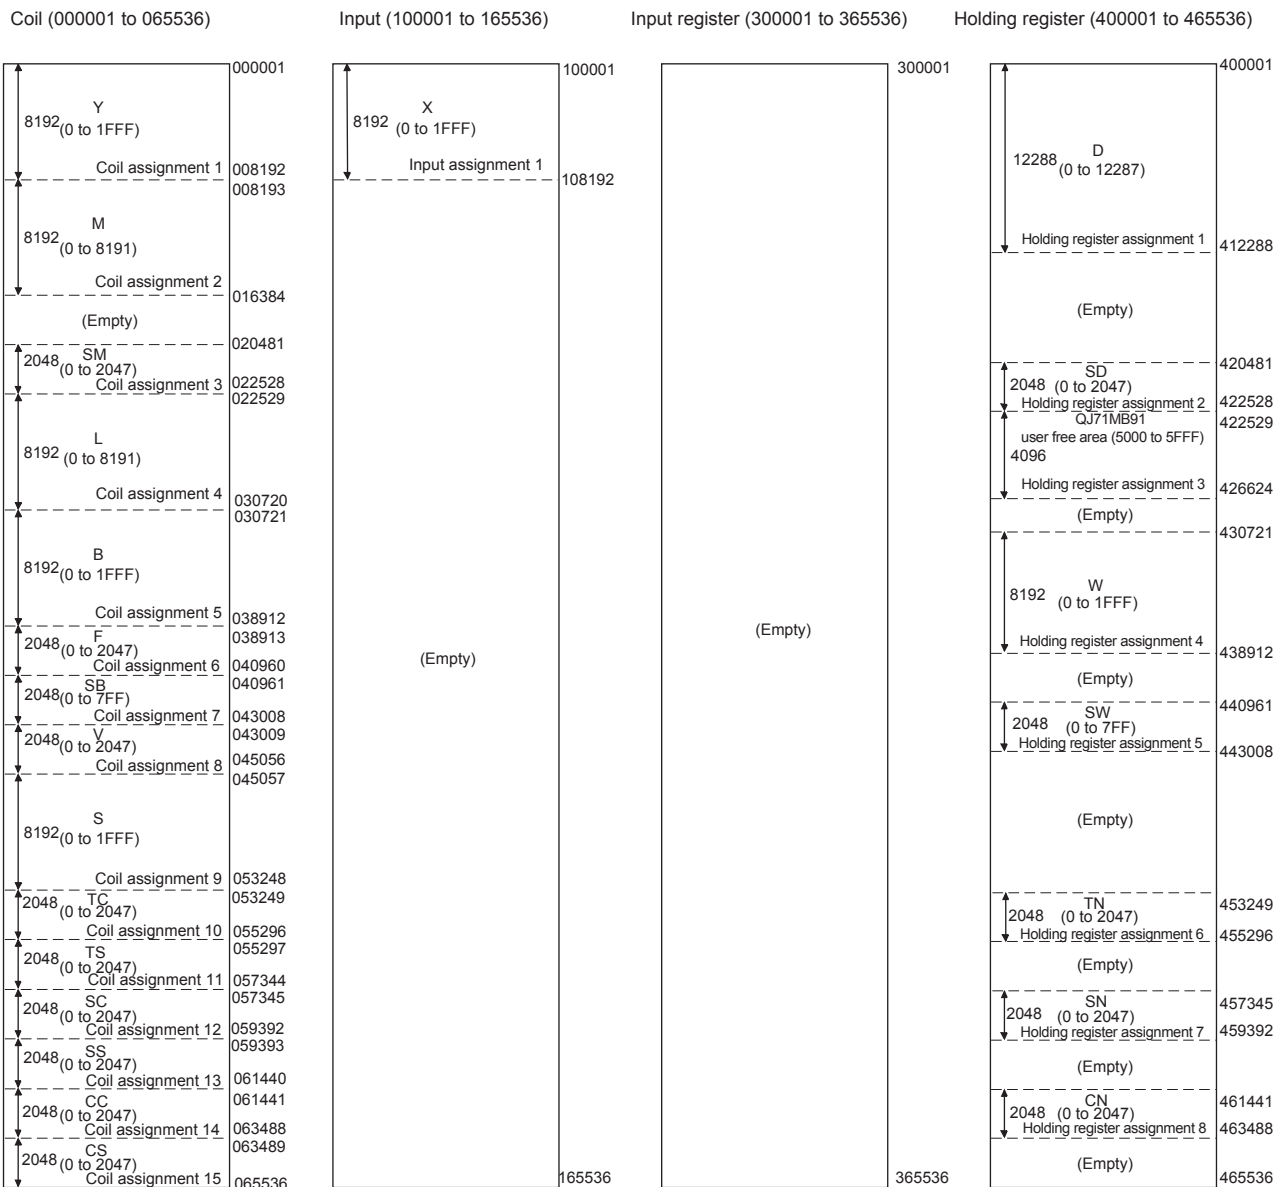 Coil (000001 to 065536)
000001
8192
Y
(0 to 1FFF)
Coil assignment 1
008192
008193
8192
M
(0 to 8191)
Coil assignment 2
016384
(Empty)
020481
2048
SM
(0 to 2047)
Coil assignment 3
022528
022529
8192
L
(0 to 8191)
Coil assignment 4
030720
030721
8192
B
(0 to 1FFF)
Coil assignment 5
038912
038913
2048
F
(0 to 2047)
Coil assignment 6
040960
040961
2048
SB
(0 to 7FF)
Coil assignment 7
043008
043009
2048
V
(0 to 2047)
Coil assignment 8
045056
045057
8192
S
(0 to 1FFF)
Coil assignment 9
053248
053249
2048
TC
(0 to 2047)
Coil assignment 10
055296
055297
2048
TS
(0 to 2047)
Coil assignment 11
057344
057345
2048
SC
(0 to 2047)
Coil assignment 12
059392
059393
2048
SS
(0 to 2047)
Coil assignment 13
061440
061441
2048
CC
(0 to 2047)
Coil assignment 14
063488
063489
2048
CS
(0 to 2047)
Coil assignment 15
065536
Input (100001 to 165536)
100001
8192
X
(0 to 1FFF)
Input assignment 1
108192
(Empty)
165536
Input register (300001 to 365536)
300001
(Empty)
365536
Holding register (400001 to 465536)
400001
12288
D
(0 to 12287)
Holding register assignment 1
412288
(Empty)
420481
2048
SD
(0 to 2047)
Holding register assignment 2
422528
422529
QJ71MB91
user free area (5000 to 5FFF)
4096
Holding register assignment 3
426624
(Empty)
430721
8192
W
(0 to 1FFF)
Holding register assignment 4
438912
(Empty)
440961
2048
SW
(0 to 7FF)
Holding register assignment 5
443008
(Empty)
453249
2048
TN
(0 to 2047)
Holding register assignment 6
455296
(Empty)
457345
2048
SN
(0 to 2047)
Holding register assignment 7
459392
(Empty)
461441
2048
CN
(0 to 2047)
Holding register assignment 8
463488
(Empty)
465536